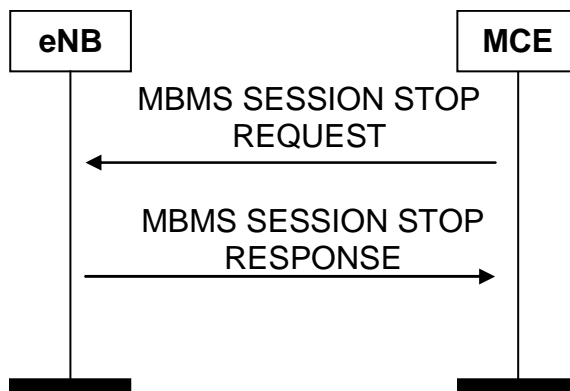 eNB
MCE
MBMS SESSION STOP
REQUEST
MBMS SESSION STOP
RESPONSE